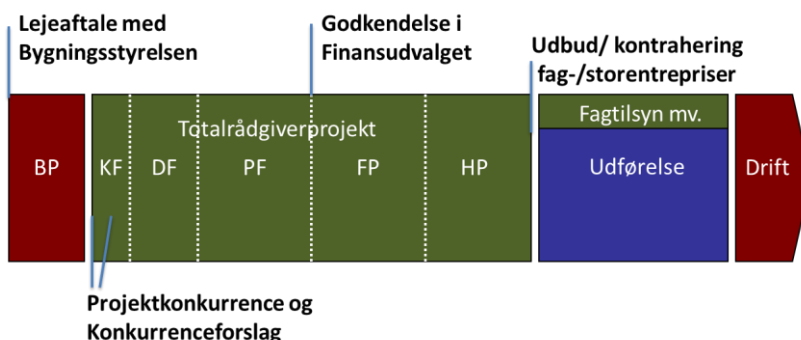 Lejeaftale med
Bygningsstyrelsen
Godkendelse i
Finansudvalget
Udbud/ kontrahering
fag-/storentrepriser
Totalrådgiverprojekt
Fagtilsyn mv.
BP
KF
DF
PF
FP
HP
Udførelse
Drift
Projektkonkurrence og
Konkurrenceforslag